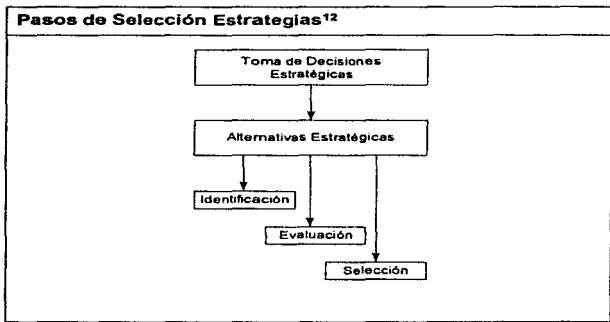 Pasos de Selección Estrategias¹²
Toma de Decisiones
Estratégicas
Alternativas Estratégicas
Identificación
Evaluación
Selección